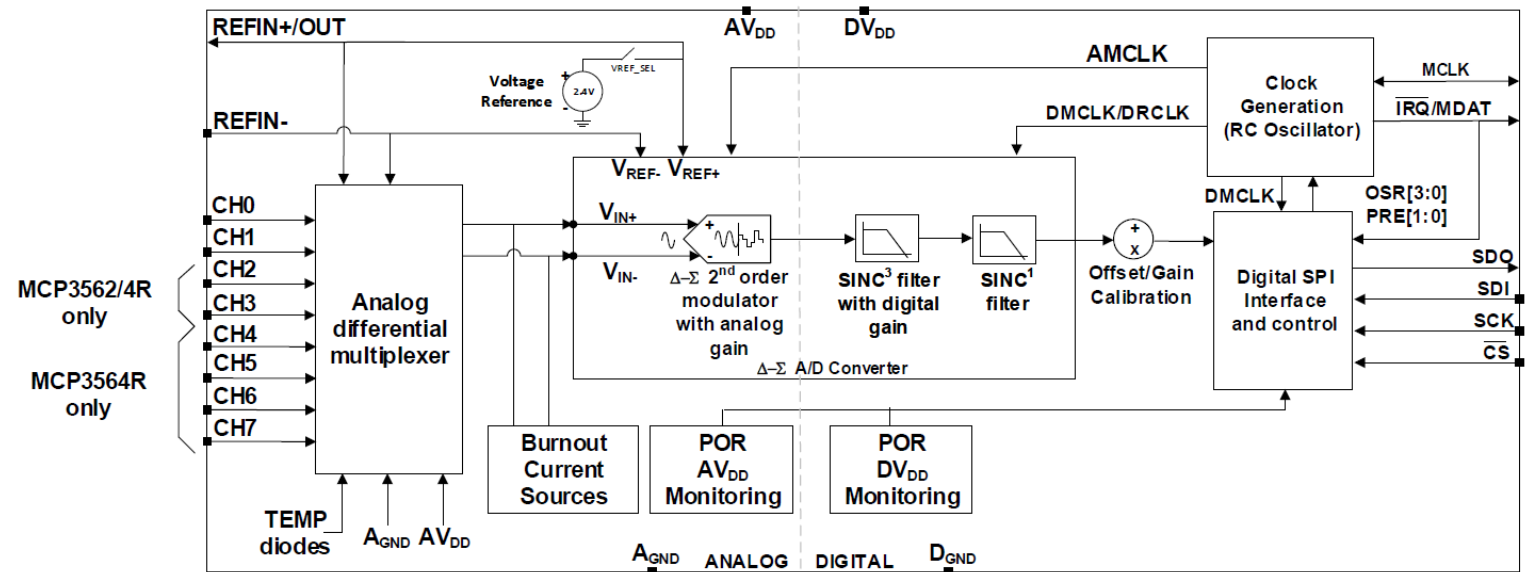 REFIN+/OUT
AVDD
DVDD
AMCLK
Clock
Generation
(RC Oscillator)
MCLK
IRQ/MDAT
Voltage
Reference
+
-
2.4V
VREF_SEL
DMCLK/DRCLK
REFIN-
VREF- VREF+
DMCLK
OSR[3:0]
PRE[1:0]
CH0
CH1
CH2
CH3
CH4
CH5
CH6
CH7
MCP3562/4R
only
MCP3564R
only
Analog
differential
multiplexer
VIN+
VIN-
+
-
Δ–Σ 2nd order
modulator
with analog
gain
SINC3 filter
with digital
gain
SINC1
filter
Δ–Σ A/D Converter
+
x
Offset/Gain
Calibration
Digital SPI
Interface
and control
SDO
SDI
SCK
CS
Burnout
Current
Sources
POR
AVDD
Monitoring
POR
DVDD
Monitoring
TEMP
diodes
AGND
AVDD
AGND
ANALOG
DIGITAL
DGND